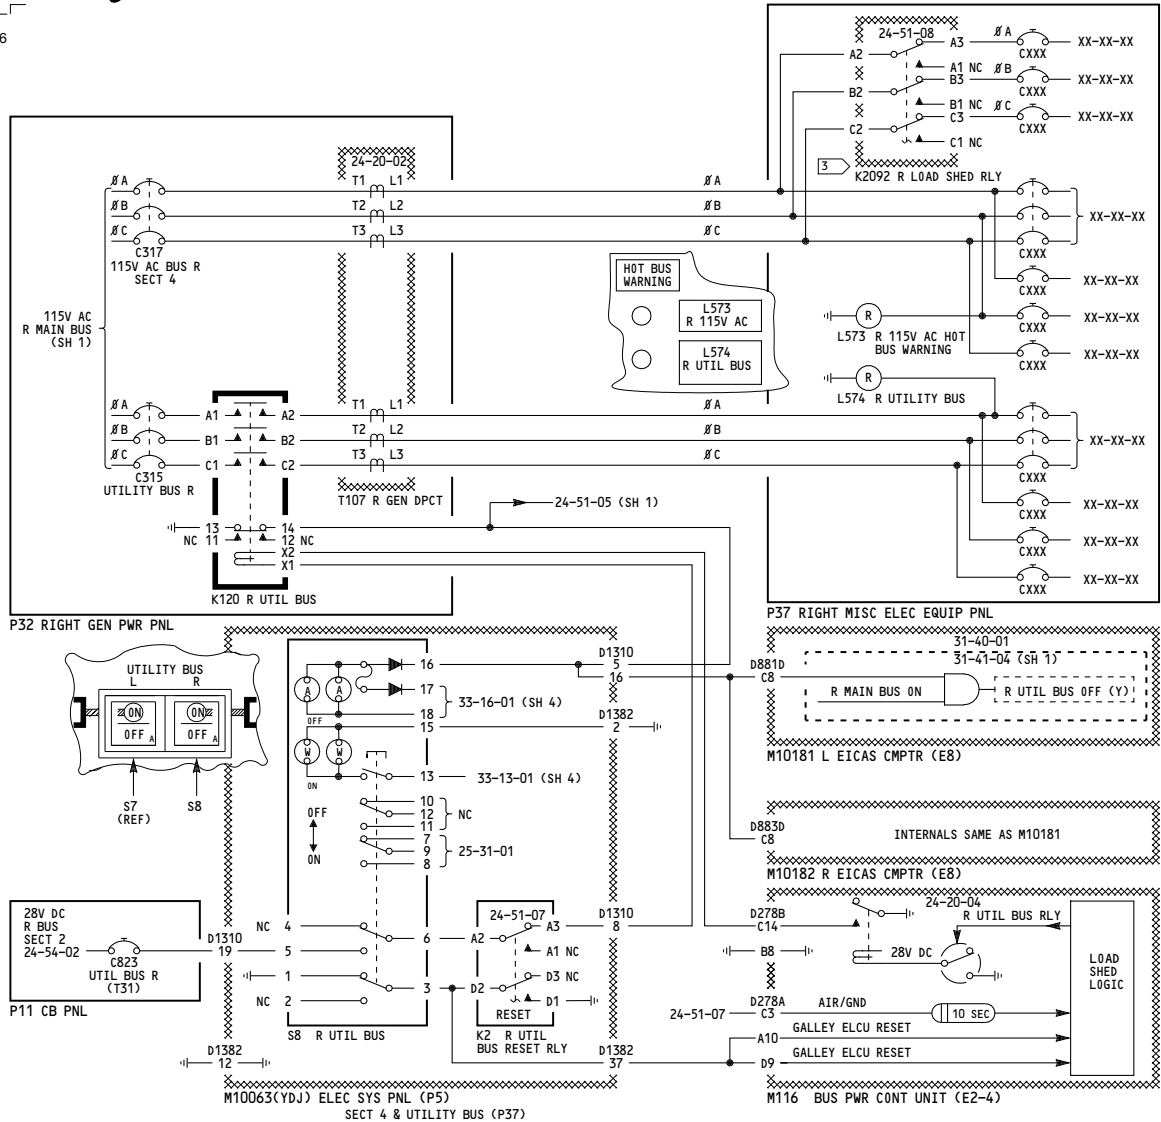 6
24-51-08
A2
A3
ØA
CXXX
XX-XX-XX
A1 NC
B2
B3
ØB
CXXX
XX-XX-XX
B1 NC
C2
C3
ØC
CXXX
XX-XX-XX
C1 NC
3
K2092 R LOAD SHED RLY
24-20-02
ØA
T1 L1
ØA
ØB
T2 L2
ØB
XX-XX-XX
ØC
T3 L3
ØC
C317
115V AC BUS R
SECT 4
CXXX
XX-XX-XX
CXXX
HOT BUS
WARNING
L573
R 115V AC
L574
R UTIL BUS
115V AC
R MAIN BUS
(SH 1)
R
XX-XX-XX
CXXX
L573 R 115V AC HOT
BUS WARNING
XX-XX-XX
CXXX
R
L574 R UTILITY BUS
ØA
A1
A2
T1 L1
ØA
ØB
B1
B2
T2 L2
ØB
XX-XX-XX
ØC
C1
C2
T3 L3
ØC
CXXX
C315
UTILITY BUS R
T107 R GEN DPCT
24-51-05 (SH 1)
XX-XX-XX
CXXX
13
14
NC 11
12 NC
X2
X1
XX-XX-XX
CXXX
XX-XX-XX
CXXX
K120 R UTIL BUS
P32 RIGHT GEN PWR PNL
P37 RIGHT MISC ELEC EQUIP PNL
UTILITY BUS
L
R
ON
OFF
A
ON
OFF
A
S7
(REF)
S8
A
A
OFF
W
W
ON
16
17
18
15
33-16-01 (SH 4)
13
33-13-01 (SH 4)
OFF
ON
10
12
11
NC
7
9
8
25-31-01
D1310
5
16
D1382
2
D881D
C8
31-40-01
31-41-04 (SH 1)
R MAIN BUS ON
R UTIL BUS OFF (Y)
M10181 L EICAS CMPTR (E8)
D883D
C8
INTERNALS SAME AS M10181
M10182 R EICAS CMPTR (E8)
28V DC
R BUS
SECT 2
24-54-02
C823
UTIL BUS R
(T31)
P11 CB PNL
D1310
19
NC 4
5
6
1
NC 2
3
S8 R UTIL BUS
24-51-07
A2
A3
A1 NC
D2
D3 NC
D1
RESET
K2 R UTIL
BUS RESET RLY
D1310
8
D1382
12
D1382
37
M10063(YDJ) ELEC SYS PNL (P5)
SECT 4 & UTILITY BUS (P37)
D278B
C14
24-20-04
R UTIL BUS RLY
B8
28V DC
LOAD
SHED
LOGIC
24-51-07
D278A
C3
AIR/GND
10 SEC
A10
GALLEY ELCU RESET
D9
GALLEY ELCU RESET
M116 BUS PWR CONT UNIT (E2-4)